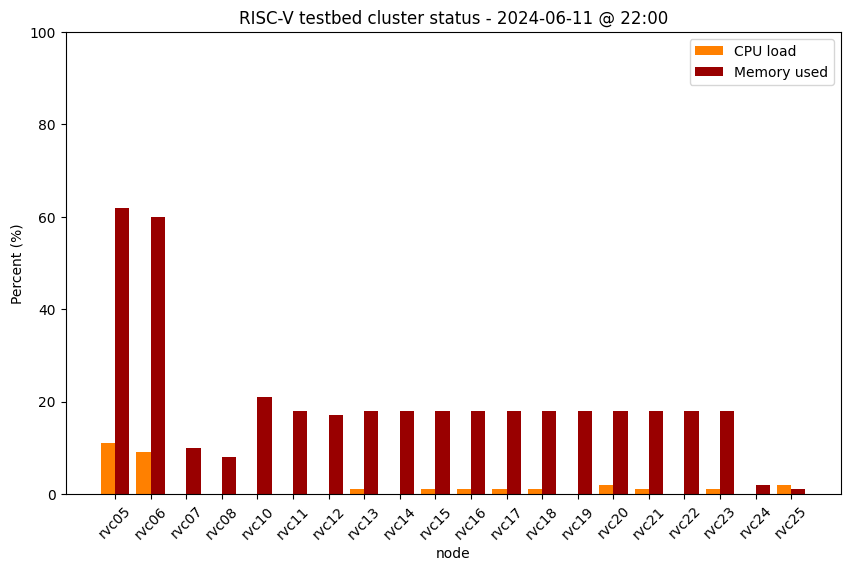 RISC-V testbed cluster status - 2024-06-11 @ 22:00
CPU load
Memory used
Percent (%)
100
80
60
40
20
0
rvc05
rvc06
rvc07
rvc08
rvc10
rvc11
rvc12
rvc13
rvc14
rvc15
rvc16
rvc17
rvc18
rvc19
rvc20
rvc21
rvc22
rvc23
rvc24
rvc25
node